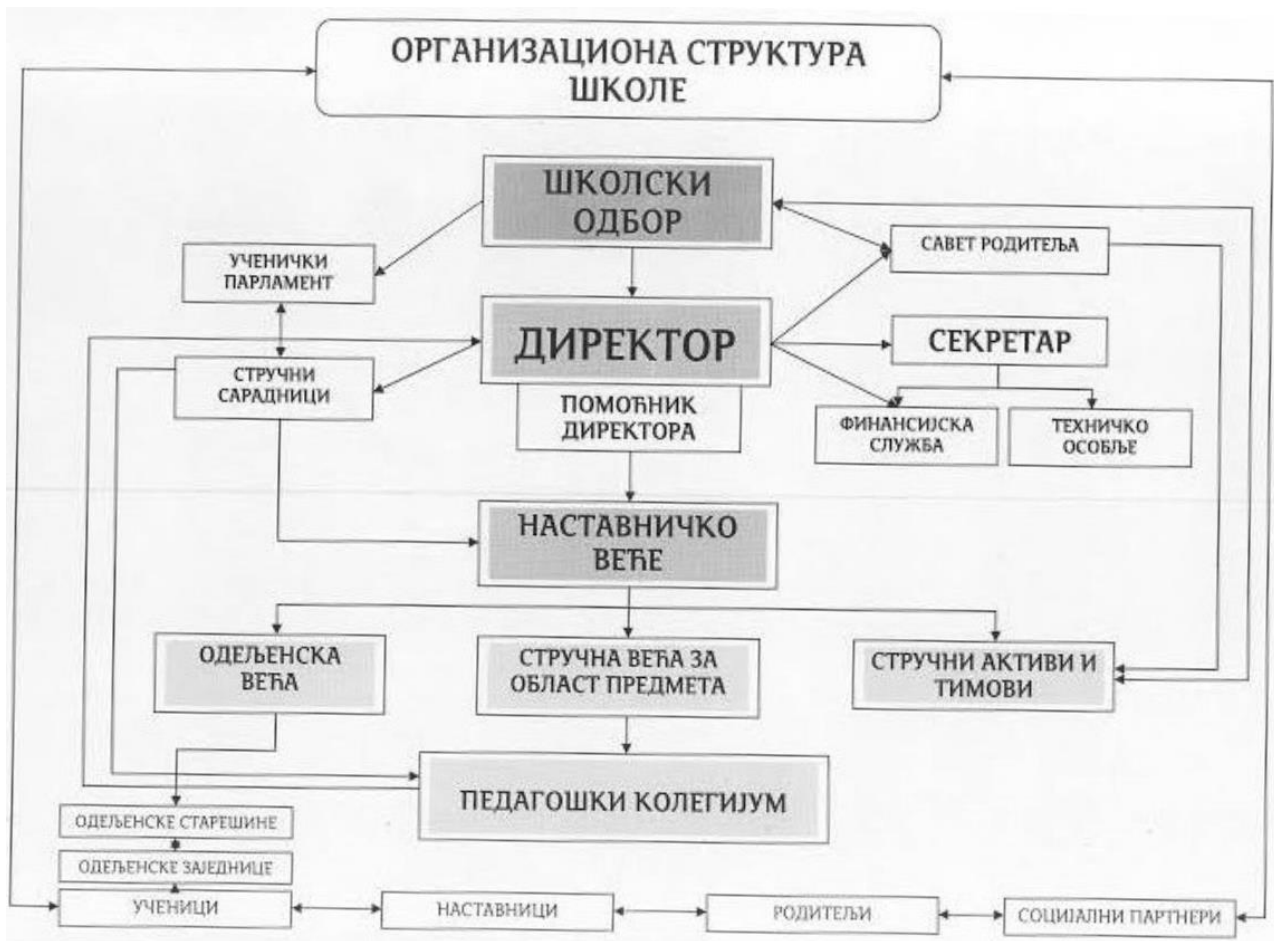 ОРГАНИЗАЦИОНА СТРУКТУРА
ШКОЛЕ
ШКОЛСКИ
ОДБОР
САВЕТ РОДИТЕЉА
УЧЕНИЧКИ
ПАРЛАМЕНТ
ДИРЕКТОР
СЕКРЕТАР
СТРУЧНИ
САРАДНИЦИ
ПОМОЋНИК
ДИРЕКТОРА
ФИНАНСИЈСКА
СЛУЖБА
ТЕХНИЧКО
ОСОБЉЕ
НАСТАВНИЧКО
ВЕЋЕ
ОДЕЉЕНСКА
ВЕЋА
СТРУЧНА ВЕЋА ЗА
ОБЛАСТ ПРЕДМЕТА
СТРУЧНИ АКТИВИ И
ТИМОВИ
ПЕДАГОШКИ КОЛЕГИЈУМ
ОДЕЉЕНСКЕ СТАРЕШИНЕ
ОДЕЉЕНСКЕ ЗАЈЕДНИЦЕ
УЧЕНИЦИ
НАСТАВНИЦИ
РОДИТЕЉИ
СОЦИЈАЛНИ ПАРТНЕРИ